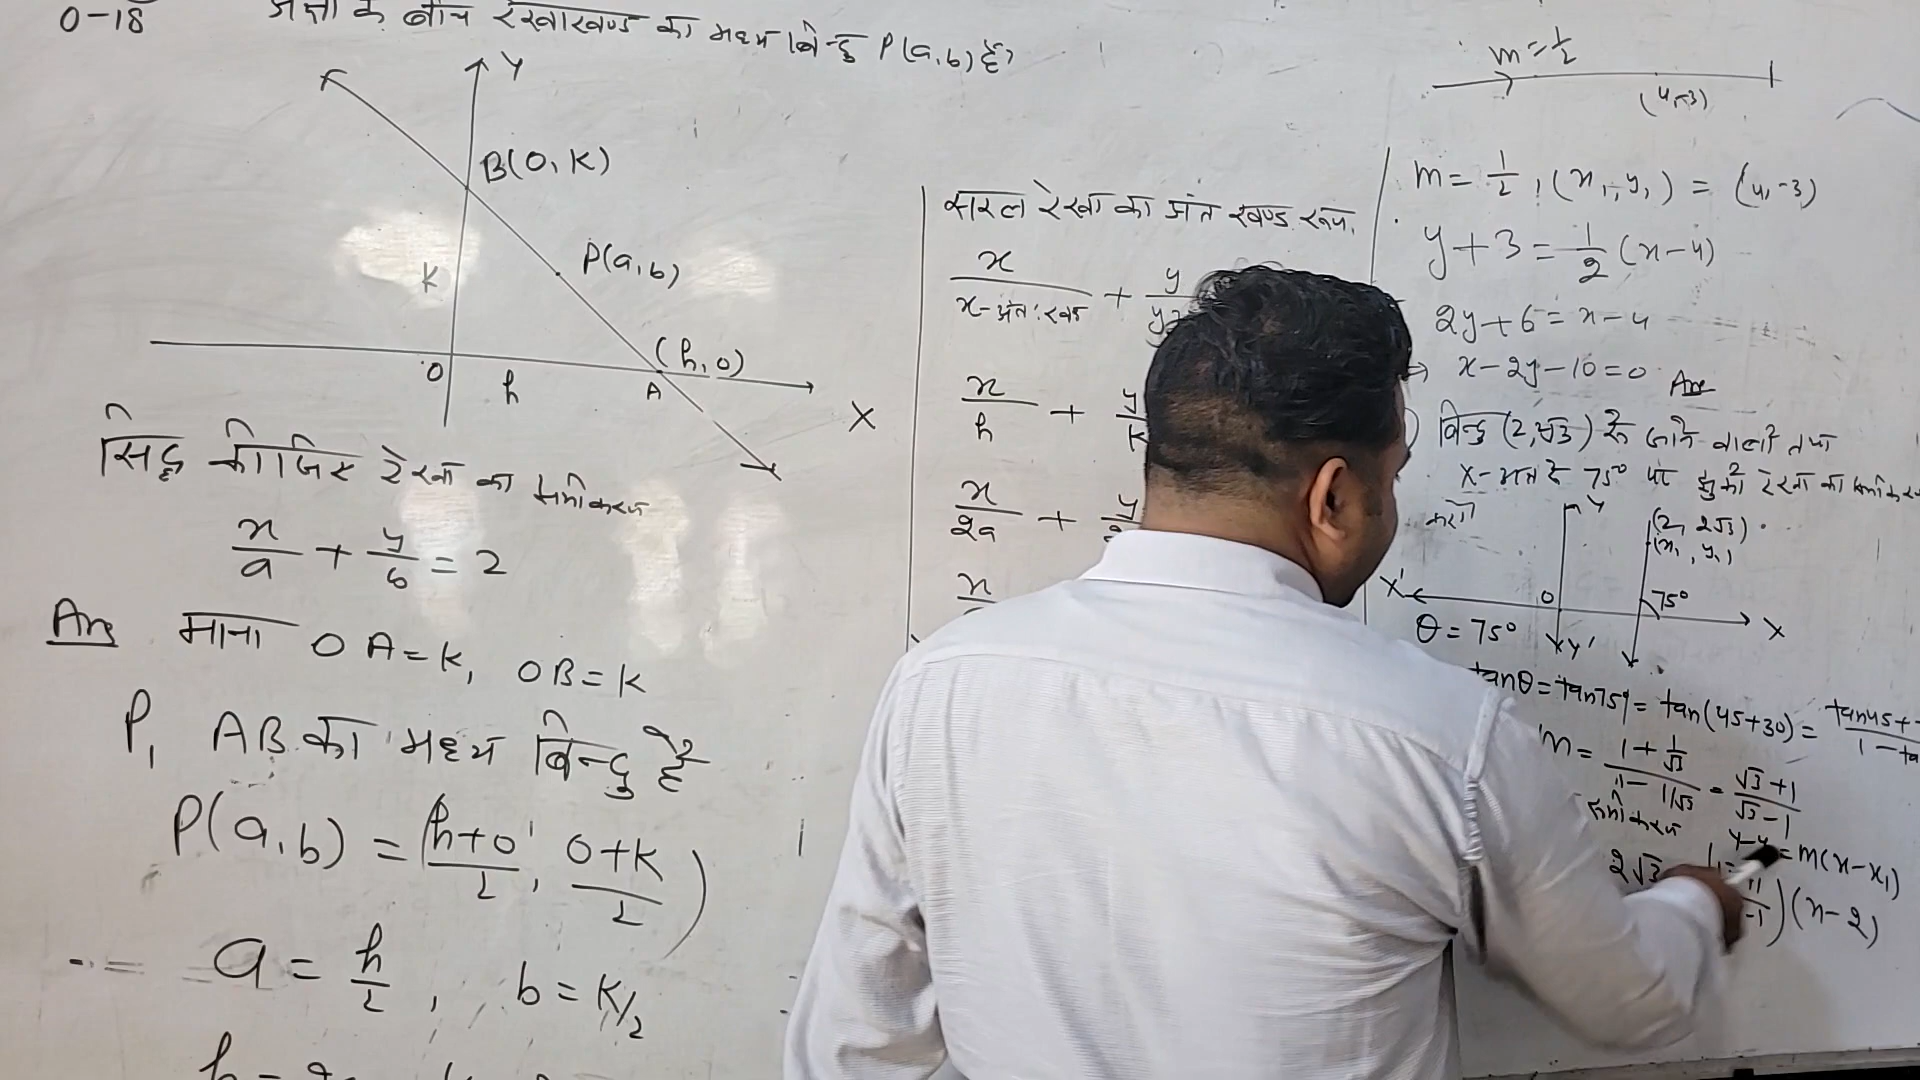 0-18
के बीच रेखाखण्ड का मध्य बिन्दु P(a,b) है
Y
B(0, K)
P(a,b)
K
(h,0)
O
h
A
X
सिद्ध कीजिए रेखा का समीकरण
x/a + y/b = 2
Ans माना OA=K, OB=K
P, AB का मध्य बिन्दु है
P(a,b) = (h+0/2, 0+K/2)
a = h/2, b = K/2
सरल रेखा का अंत खण्ड रूप
x/x-अंत:खण्ड + y
x/h + y/K
x/2a + y
x
m=1/2
(4,-3)
m = 1/2, (x₁, y₁) = (4,-3)
y+3 = 1/2 (x-4)
2y+6 = x-4
⇒ x-2y-10=0 Ans
बिन्दु (2,2√3) से जाने वाली तथा
X-अक्ष से 75° पर झुकी रेखा का समीकरण
करो
Y
(2, 2√3)
(x₁, y₁)
X'
O
75°
X
θ = 75°
Y'
tanθ = tan75° = tan(45+30) = tan45+
1-ta
m = 1+1/√3 / 1-1/√3 = √3+1/√3-1
समीकरण
= m(x-x₁)
2√3
-1)(x-2)